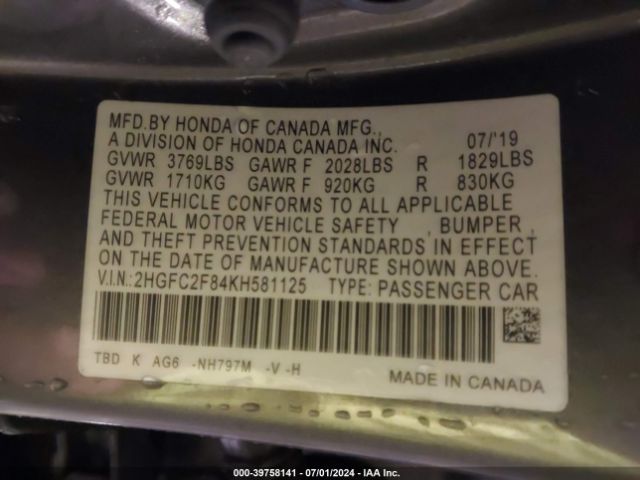 MFD.BY HONDA OF CANADA MFG.,
A DIVISION OF HONDA CANADA INC. 07/'19
GVWR 3769LBS GAWR F 2028LBS R 1829LBS
GVWR 1710KG GAWR F 920KG R 830KG
THIS VEHICLE CONFORMS TO ALL APPLICABLE
FEDERAL MOTOR VEHICLE SAFETY , BUMPER ,
AND THEFT PREVENTION STANDARDS IN EFFECT
ON THE DATE OF MANUFACTURE SHOWN ABOVE.
V.I.N.:2HGFC2F84KH581125 TYPE: PASSENGER CAR
TBD K AG6 -NH797M -V -H
MADE IN CANADA
000-39758141 - 07/01/2024 - IAA Inc.